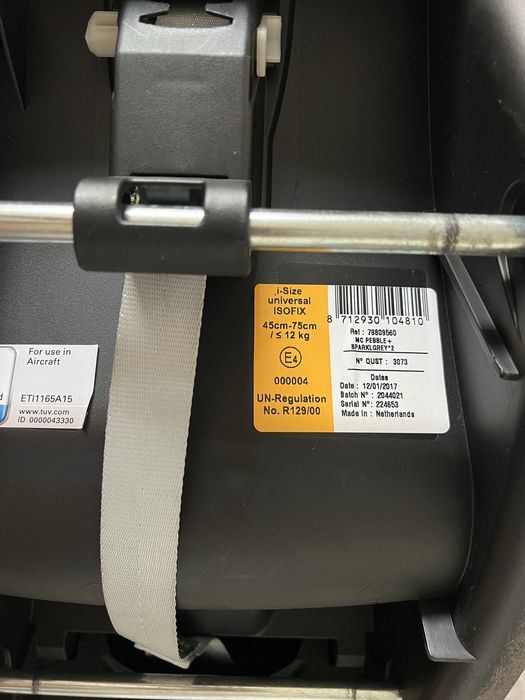 i-Size
universal
ISOFIX
45cm-75cm
/ ≤ 12 kg
E4
000004
UN-Regulation
No. R129/00
8 712930 104810
Ref : 79809560
MC PEBBLE+
SPARKLGREY*2
N° QUST : 3073
Datas
Date : 12/01/2017
Batch N° : 2044021
Serial N° : 224653
Made in : Netherlands
For use in
Aircraft
ETI1165A15
www.tuv.com
ID 0000043330